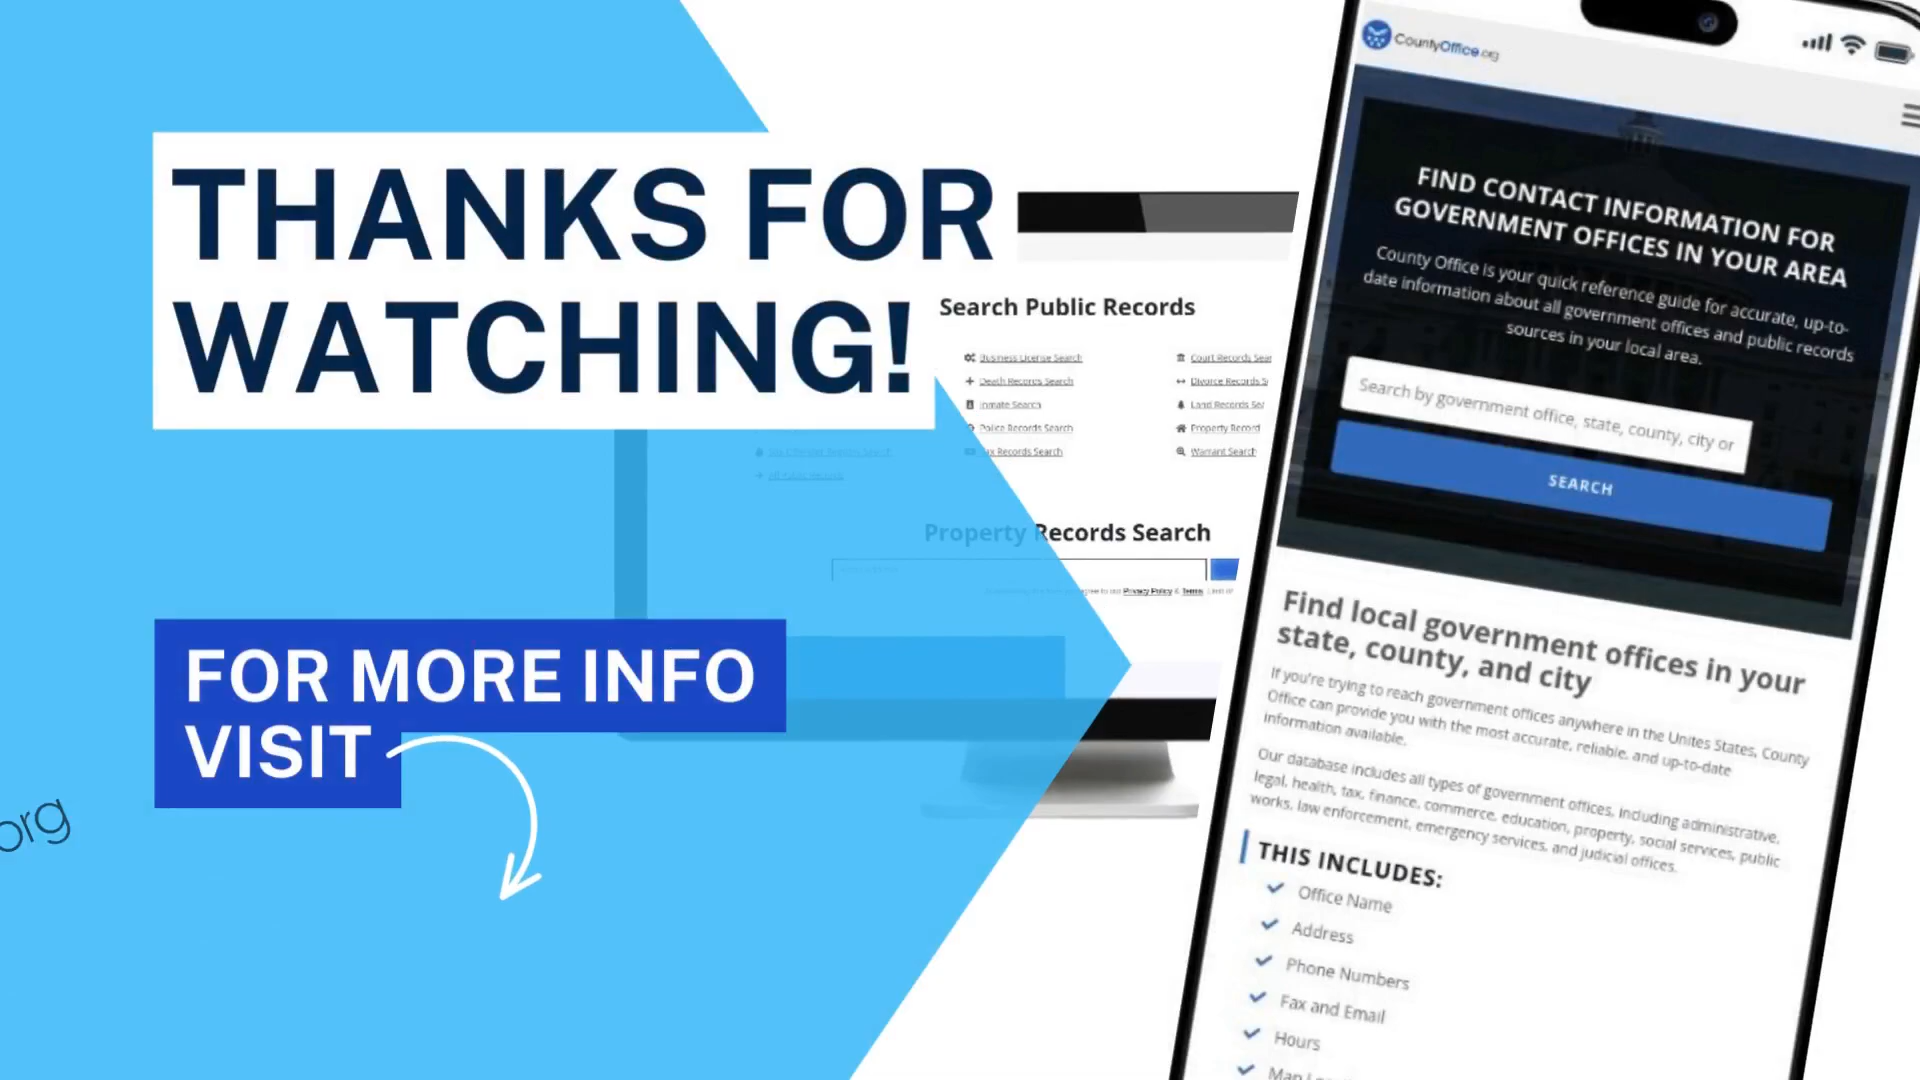 THANKS FOR
WATCHING!
FOR MORE INFO
VISIT
org
Search Public Records
Business License Search
Death Records Search
Inmate Search
Police Records Search
Tax Records Search
Court Records Sear
Divorce Records S
Land Records Sea
Property Record
Warrant Search
Property Records Search
agree to our Privacy Policy & Terms
CountyOffice.org
FIND CONTACT INFORMATION FOR
GOVERNMENT OFFICES IN YOUR AREA
County Office is your quick reference guide for accurate, up-to-
date information about all government offices and public records
sources in your local area.
Search by government office, state, county, city or
SEARCH
Find local government offices in your
state, county, and city
If you're trying to reach government offices anywhere in the Unites States, County
Office can provide you with the most accurate, reliable, and up-to-date
information available.
Our database includes all types of government offices, including administrative,
legal, health, tax, finance, commerce, education, property, social services, public
works, law enforcement, emergency services, and judicial offices.
THIS INCLUDES:
Office Name
Address
Phone Numbers
Fax and Email
Hours